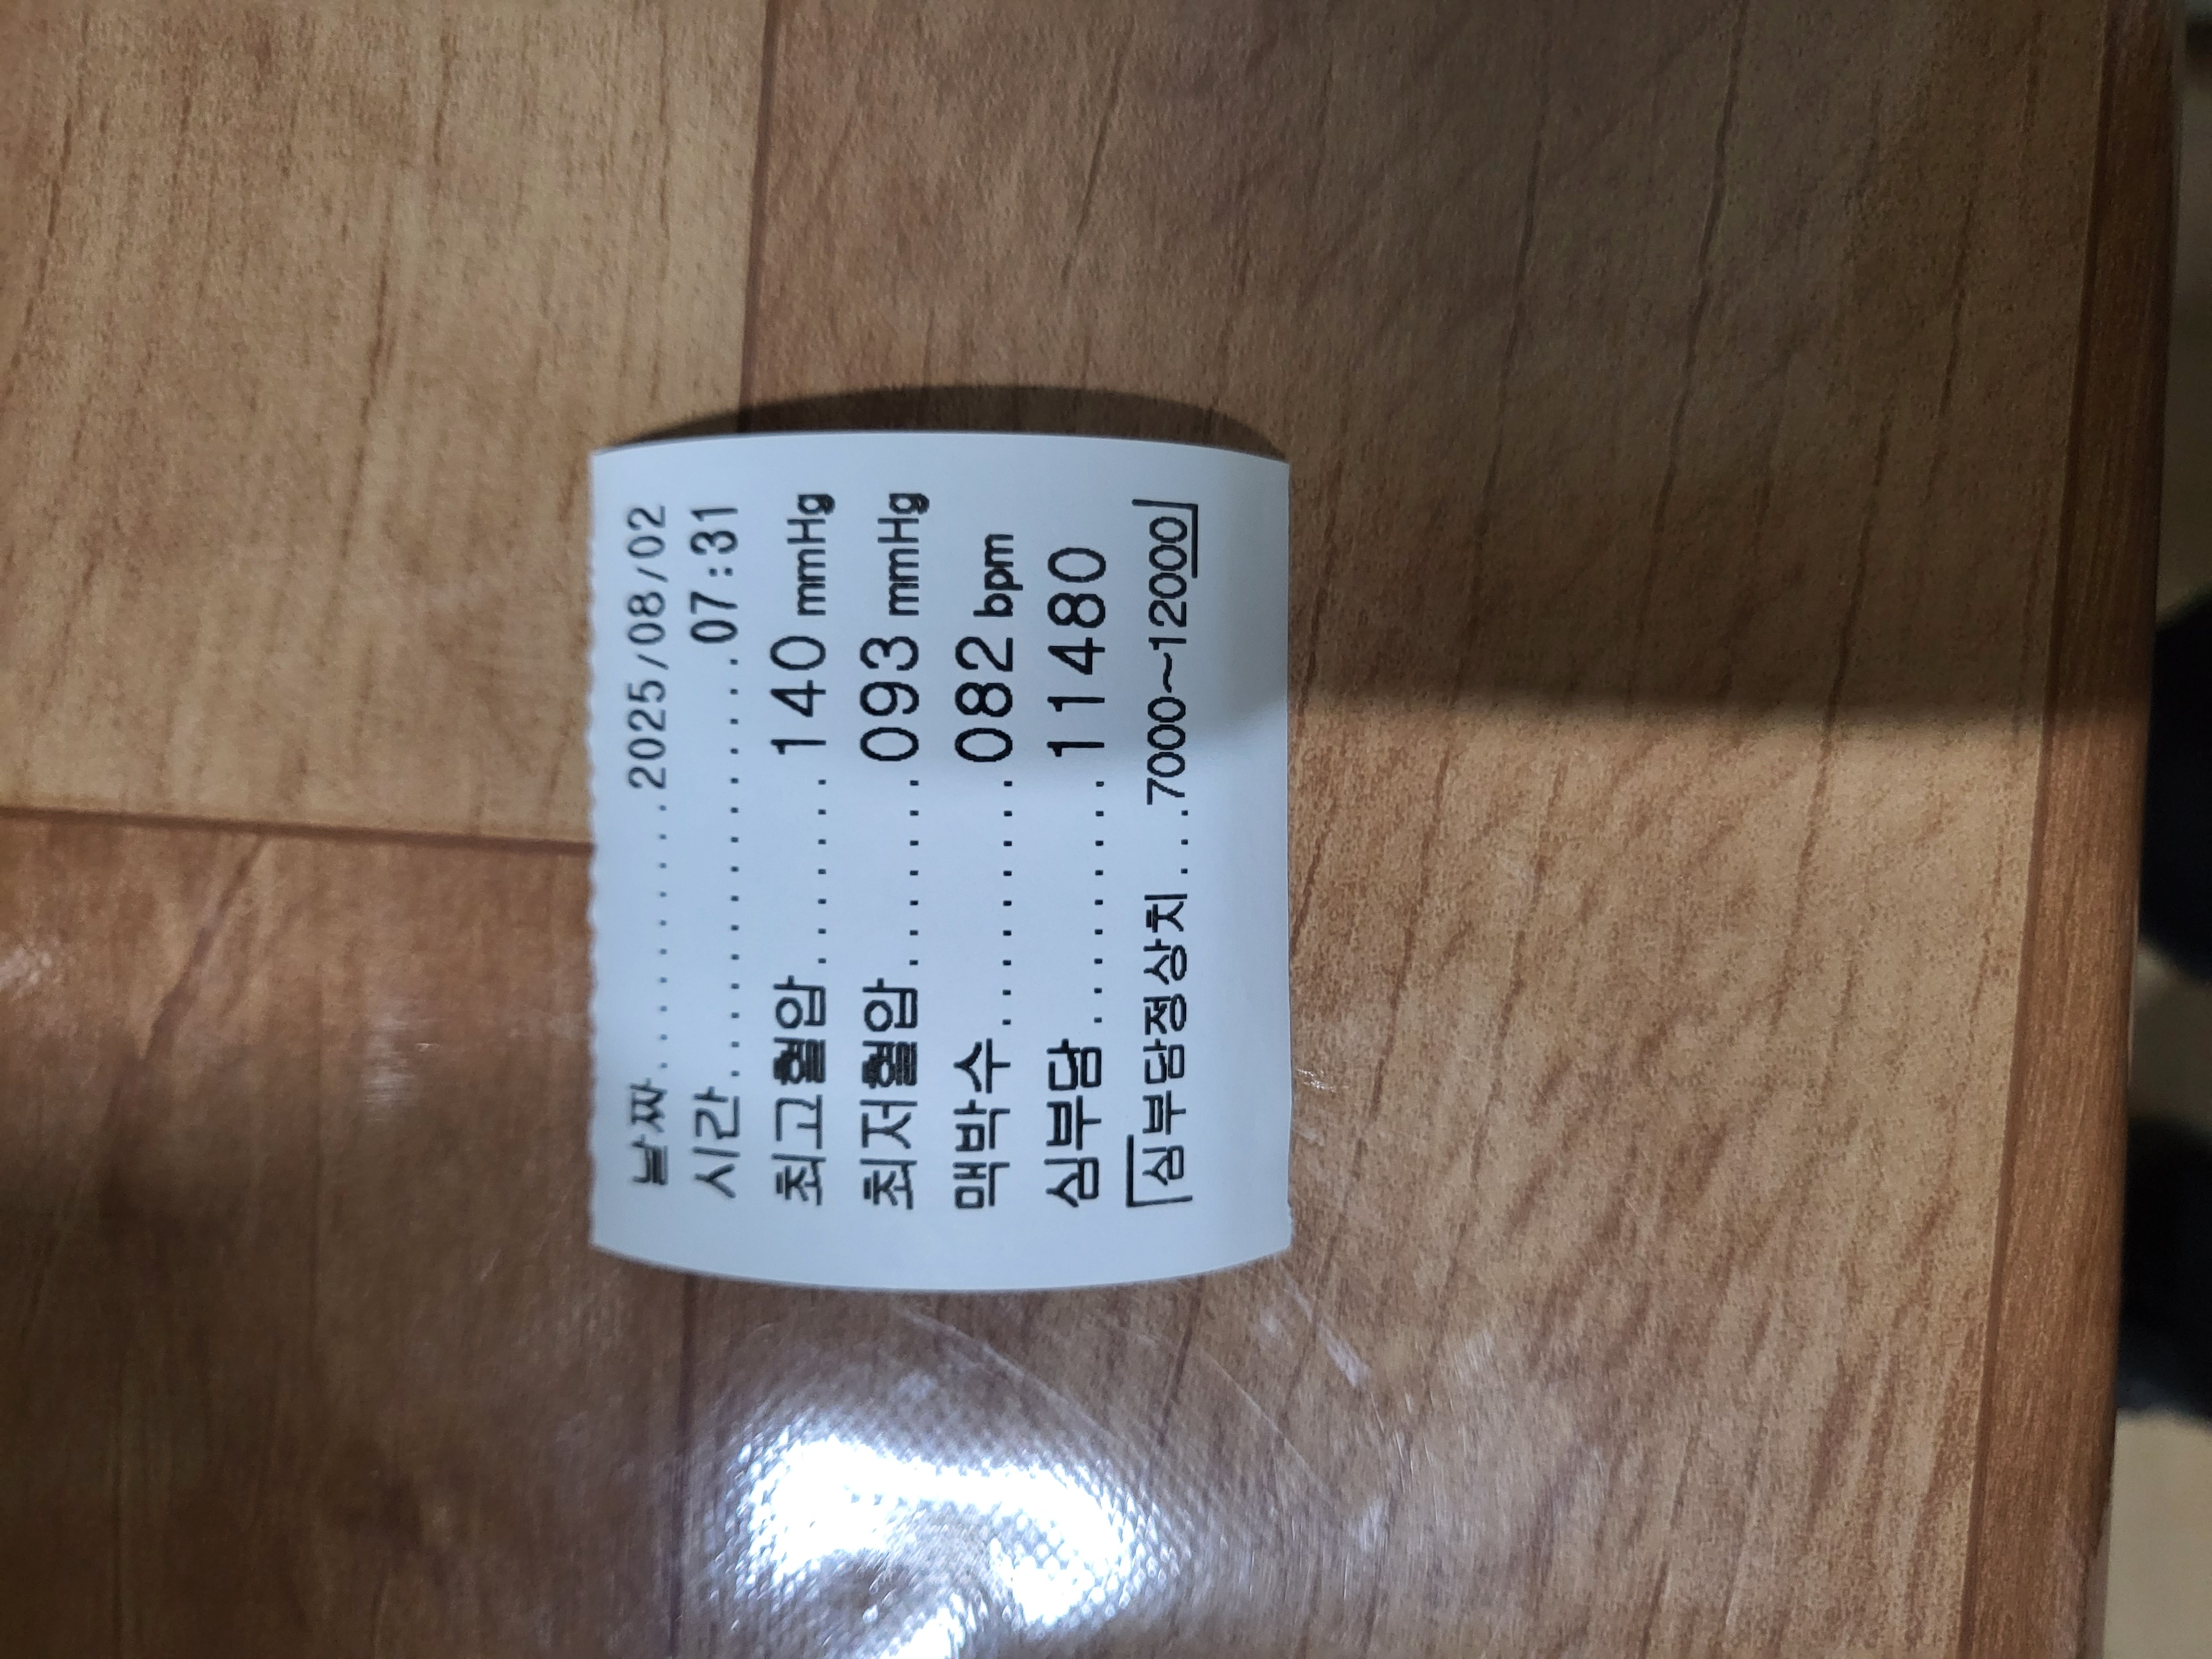 날짜..........2025/08/02
시간...............07:31
최고혈압.......140 mmHg
최저혈압.......093 mmHg
맥박수.........082 bpm
심부담.........11480
「심부담정상치...7000~12000」